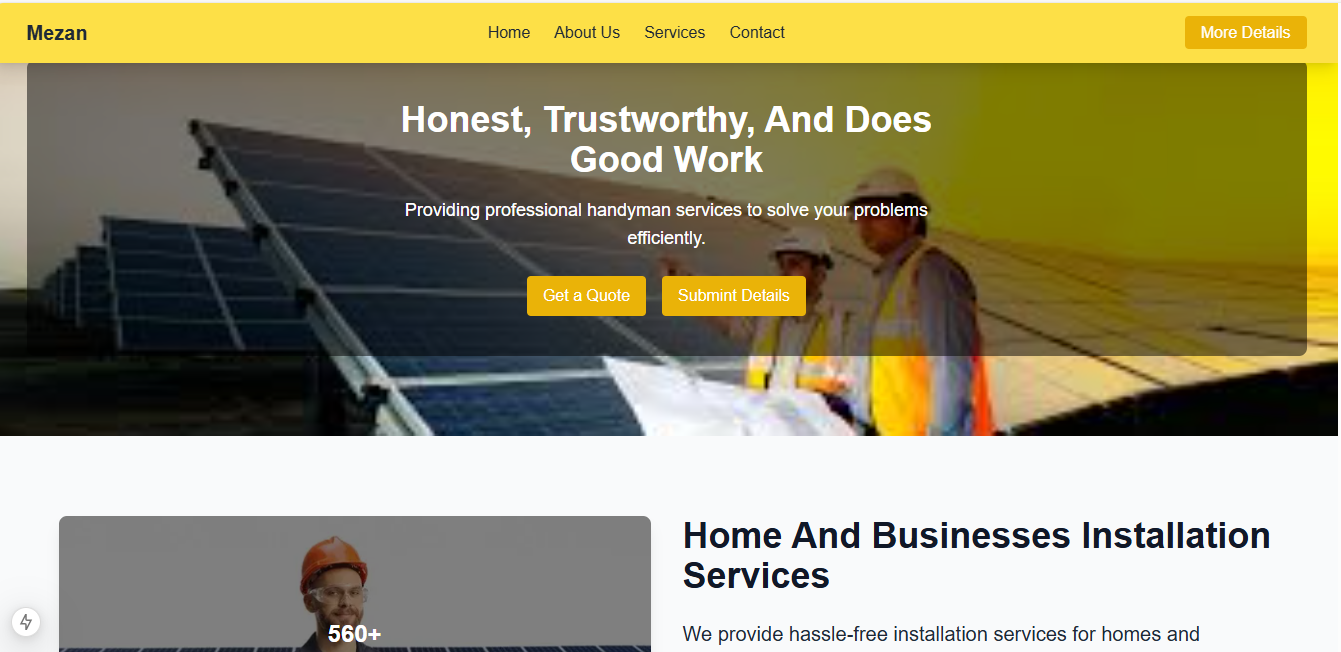 Mezan
Home
About Us
Services
Contact
More Details
Honest, Trustworthy, And Does
Good Work
Providing professional handyman services to solve your problems
efficiently.
Get a Quote
Submint Details
560+
Home And Businesses Installation
Services
We provide hassle-free installation services for homes and